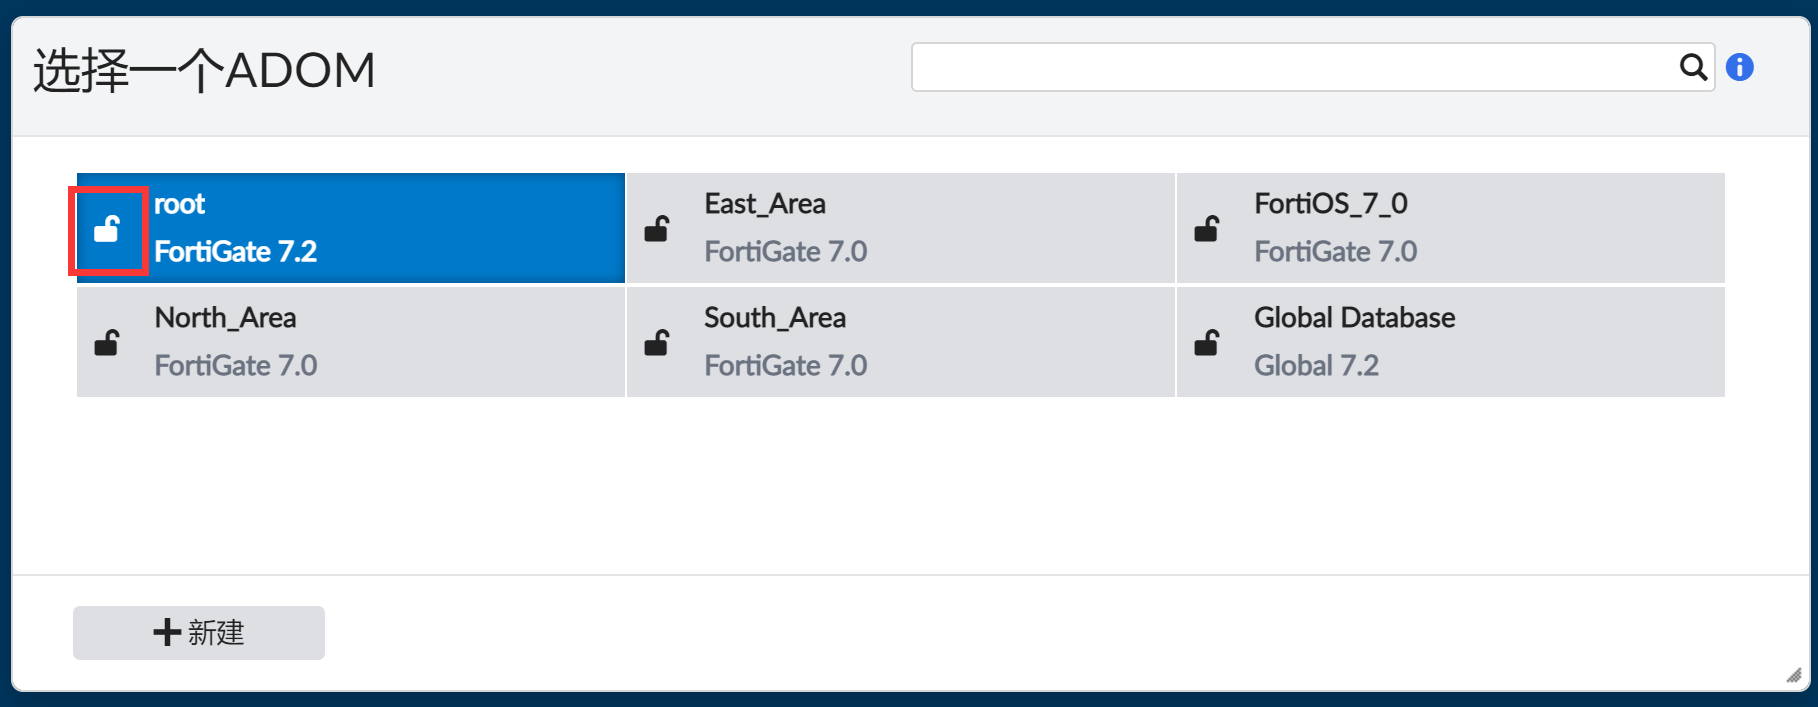 选择一个ADOM
root
FortiGate 7.2
East_Area
FortiGate 7.0
FortiOS_7_0
FortiGate 7.0
North_Area
FortiGate 7.0
South_Area
FortiGate 7.0
Global Database
Global 7.2
新建